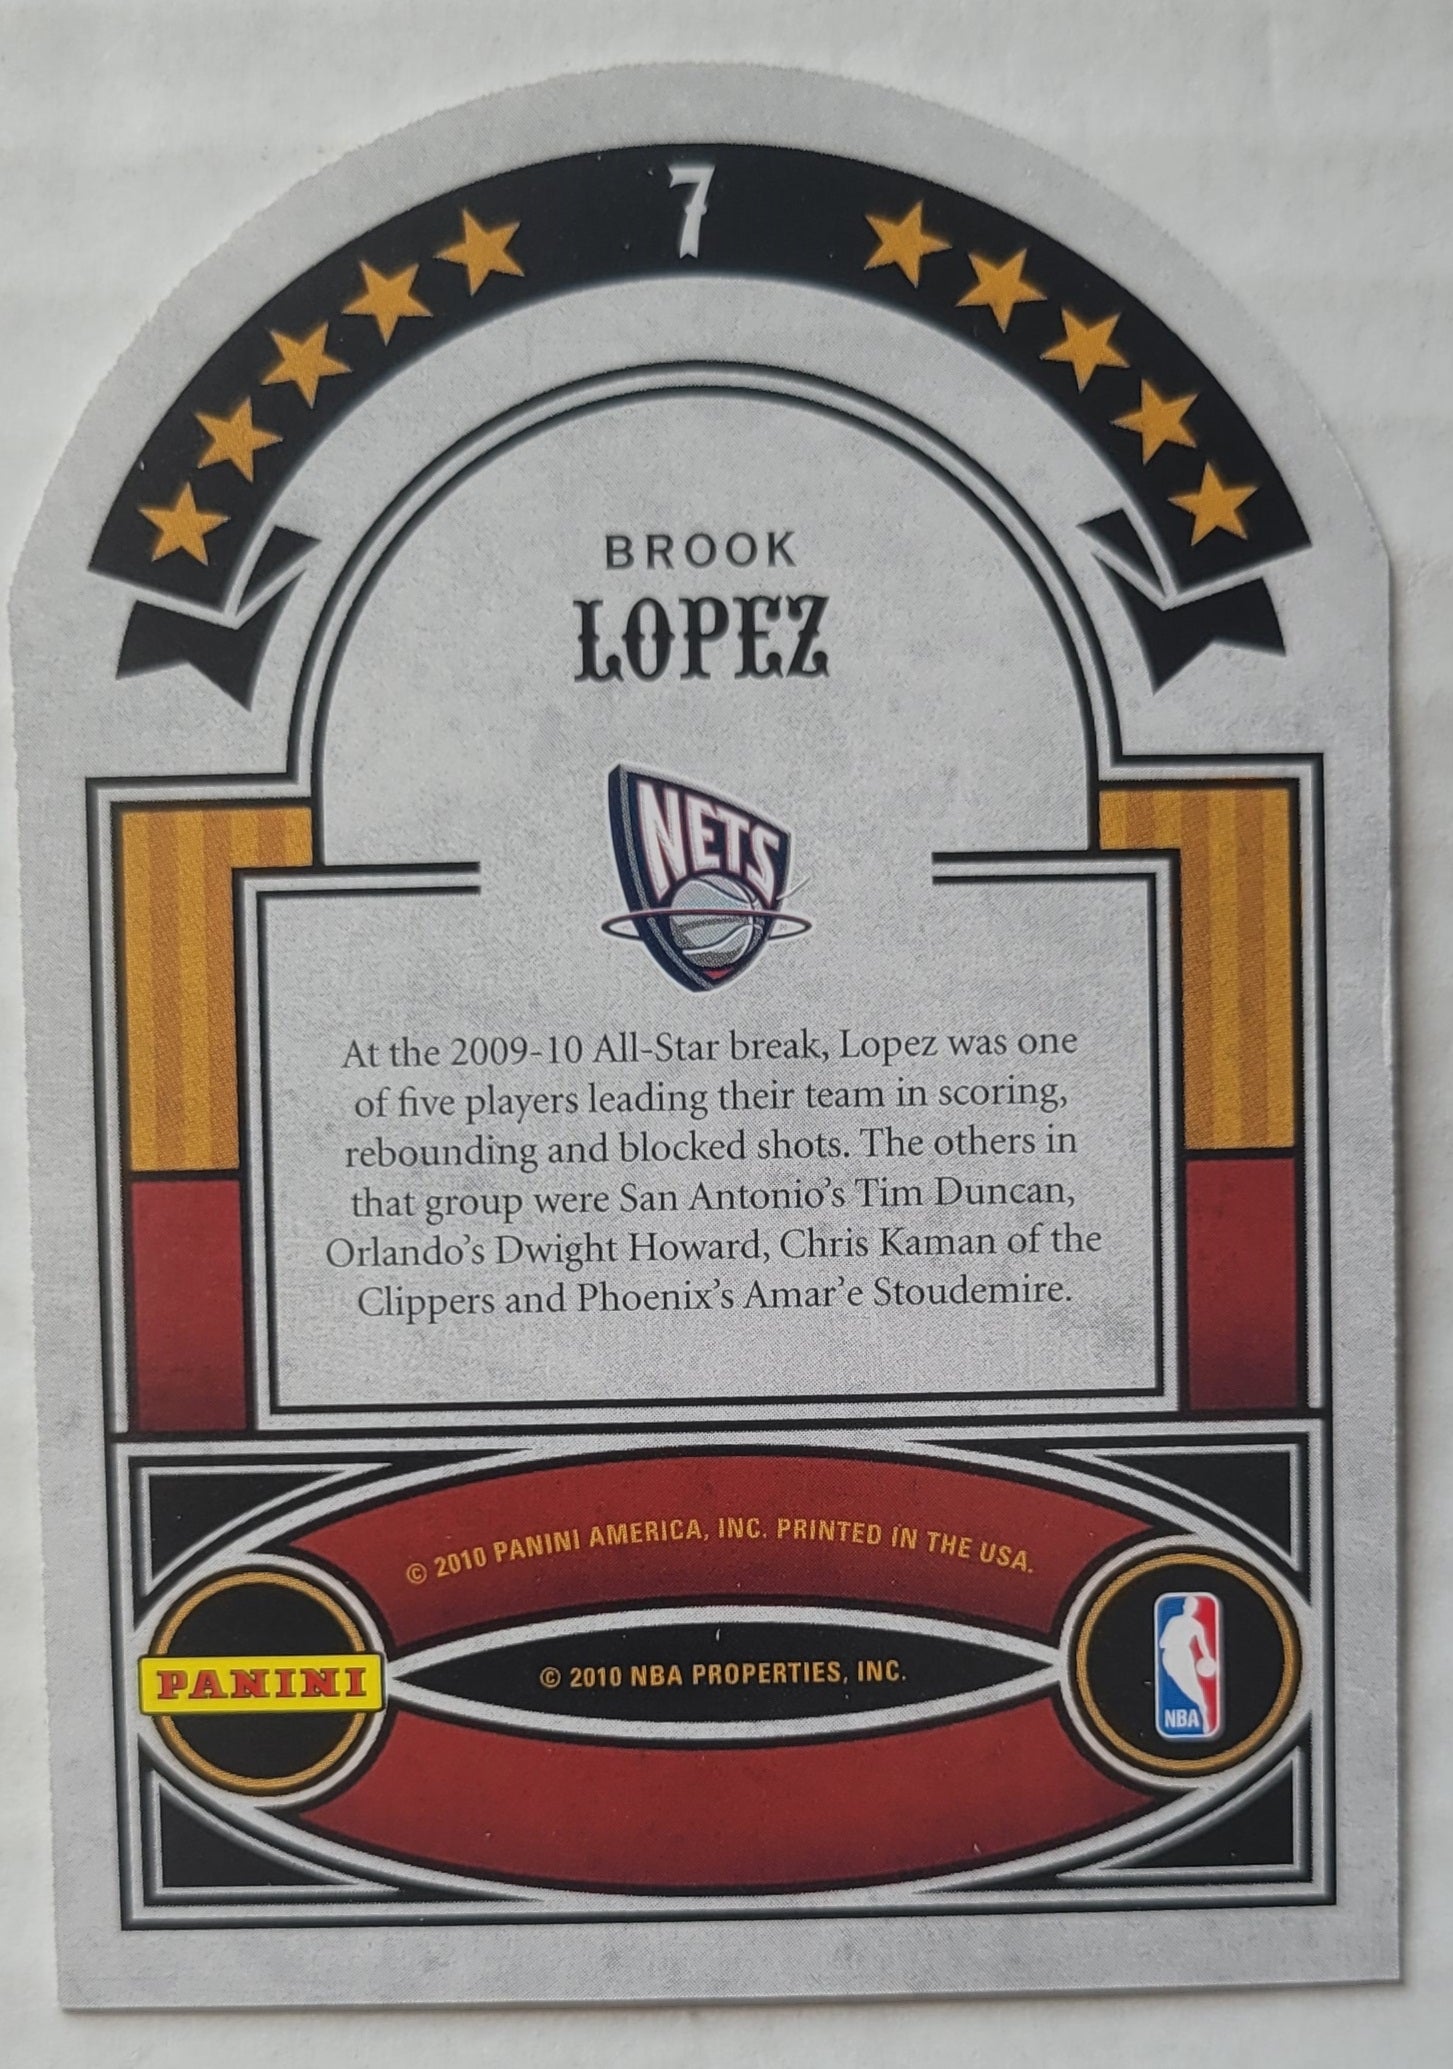 7
BROOK
LOPEZ
NETS
At the 2009-10 All-Star break, Lopez was one
of five players leading their team in scoring,
rebounding and blocked shots. The others in
that group were San Antonio's Tim Duncan,
Orlando's Dwight Howard, Chris Kaman of the
Clippers and Phoenix's Amar'e Stoudemire.
© 2010 PANINI AMERICA, INC. PRINTED IN THE USA.
PANINI
© 2010 NBA PROPERTIES, INC.
NBA